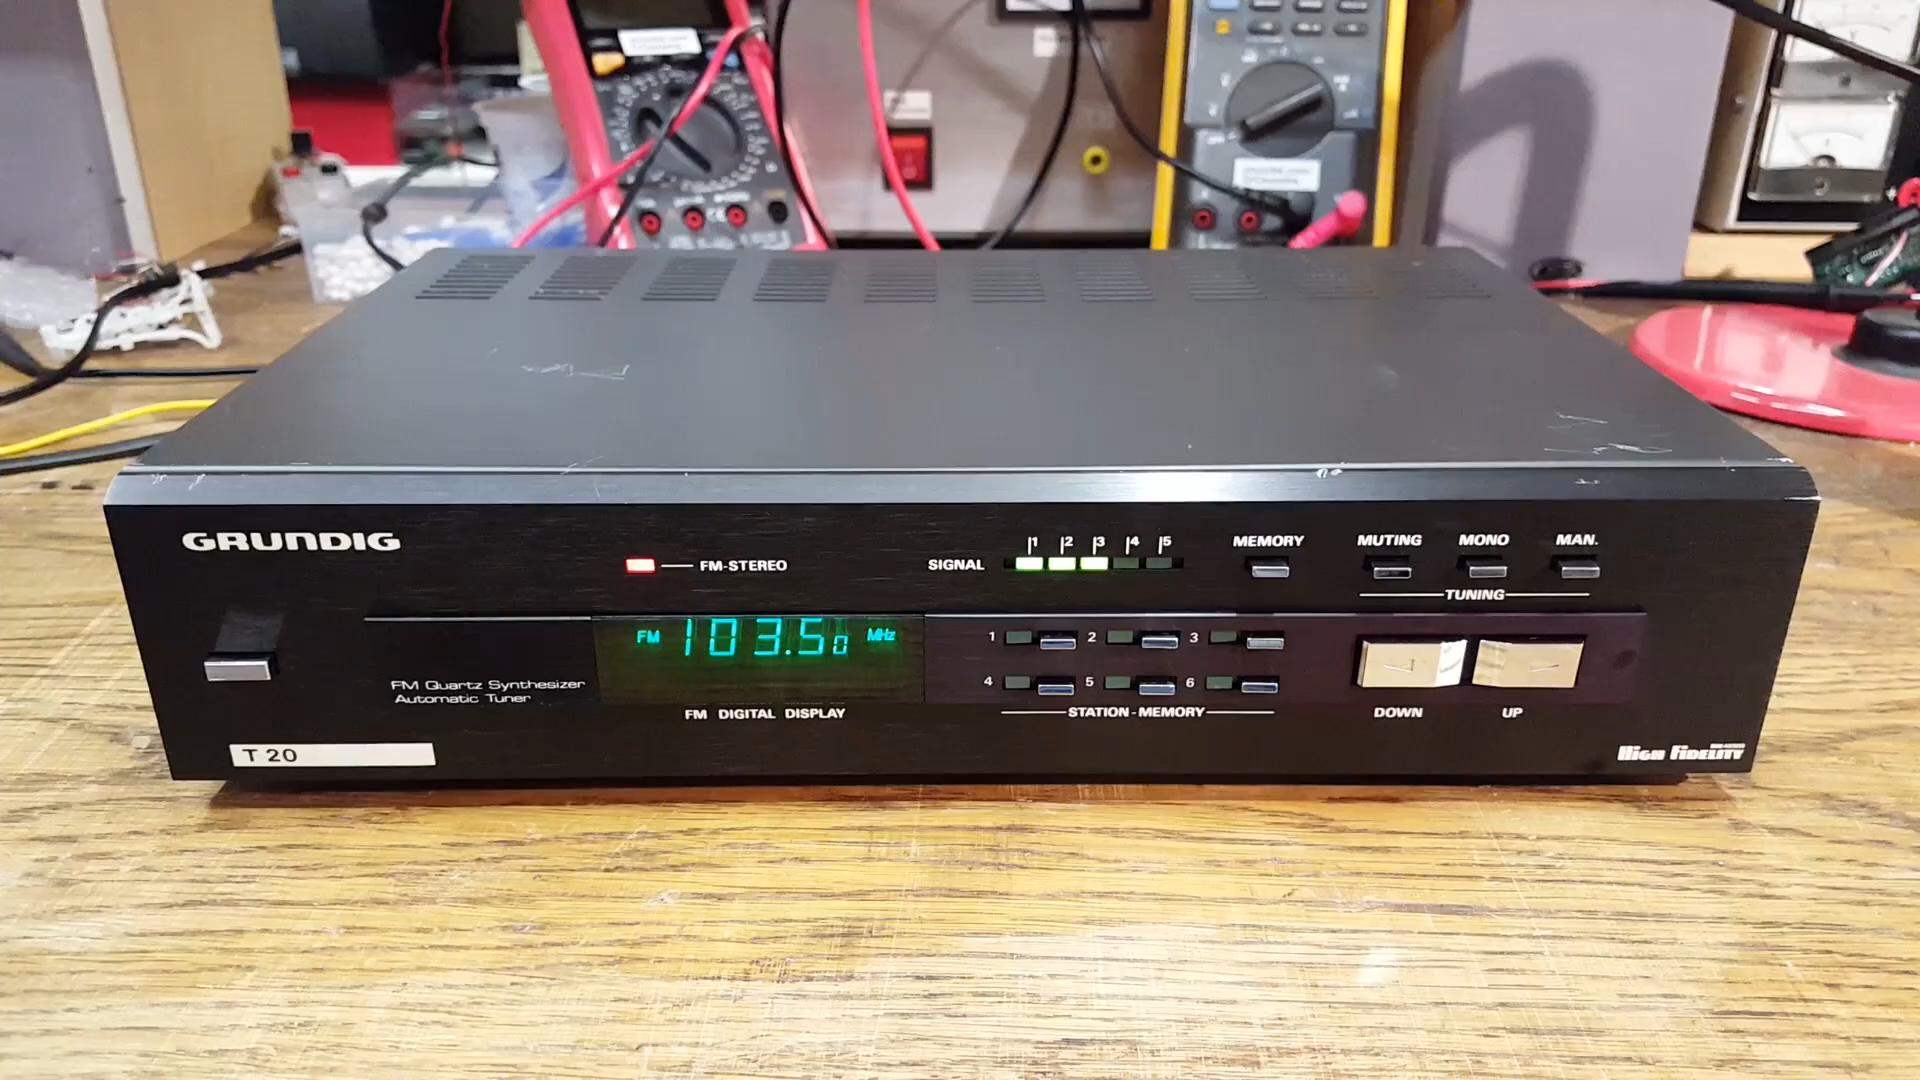 GRUNDIG
FM-STEREO
SIGNAL
1 2 3 4 5
MEMORY
MUTING MONO MAN.
TUNING
FM 103.50 MHz
1 2 3
4 5 6
FM Quartz Synthesizer
Automatic Tuner
FM DIGITAL DISPLAY
STATION-MEMORY
DOWN UP
T 20
HIGH FIDELITY